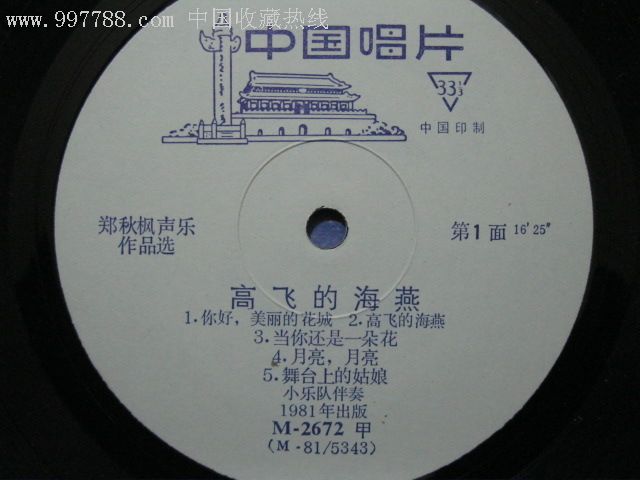 www.997788.com 中国收藏热线
中国唱片
33 1/3
中国印制
郑秋枫声乐
作品选
第1面 16′25″
高飞的海燕
1.你好,美丽的花城 2.高飞的海燕
3.当你还是一朵花
4.月亮,月亮
5.舞台上的姑娘
小乐队伴奏
1981年出版
M-2672 甲
(M-81/5343)